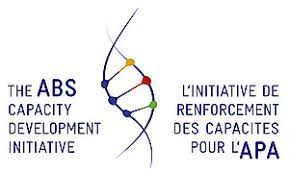 THE ABS
CAPACITY
DEVELOPMENT
INITIATIVE
L'INITIATIVE DE
RENFORCEMENT
DES CAPACITES
POUR L'APA